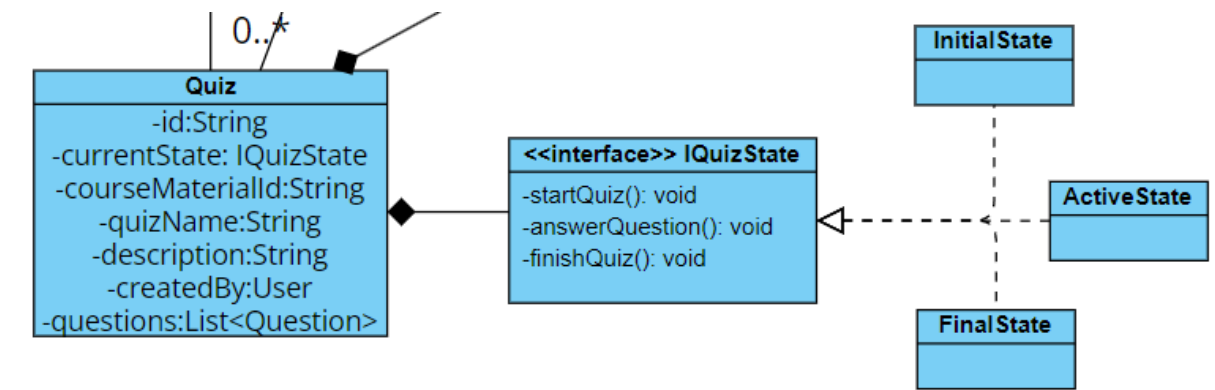 0..*
Quiz
-id:String
-currentState: IQuizState
-courseMaterialId:String
-quizName:String
-description:String
-createdBy:User
-questions:List<Question>
<<interface>> IQuizState
-startQuiz(): void
-answerQuestion(): void
-finishQuiz(): void
InitialState
ActiveState
FinalState